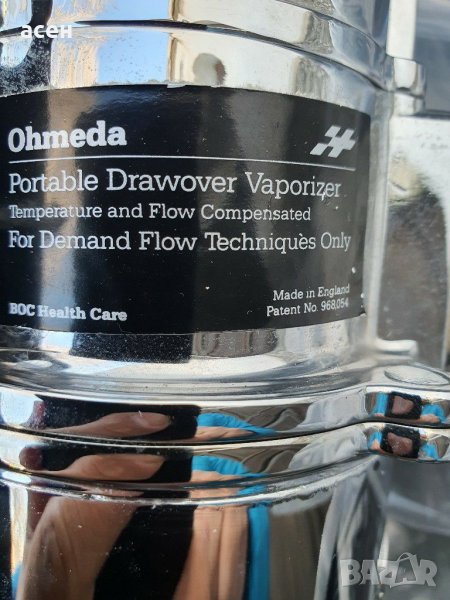 асен
Ohmeda
Portable Drawover Vaporizer
Temperature and Flow Compensated
For Demand Flow Techniques Only
BOC Health Care
Made in England
Patent No. 968,054
BAZAR